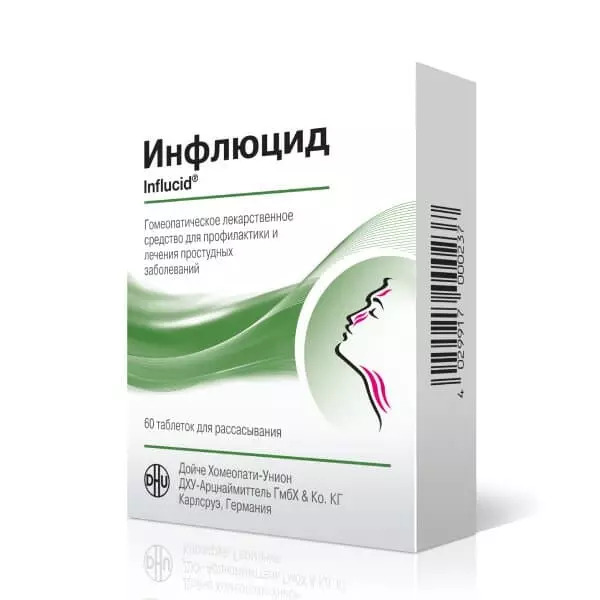 Инфлюцид
Influcid®
Гомеопатическое лекарственное
средство для профилактики и
лечения простудных
заболеваний
60 таблеток для рассасывания
DHU
Дойче Хомеопати-Унион
ДХУ-Арцнаймиттель ГмбХ & Ко. КГ
Карлсруэ, Германия
4 029917 000237